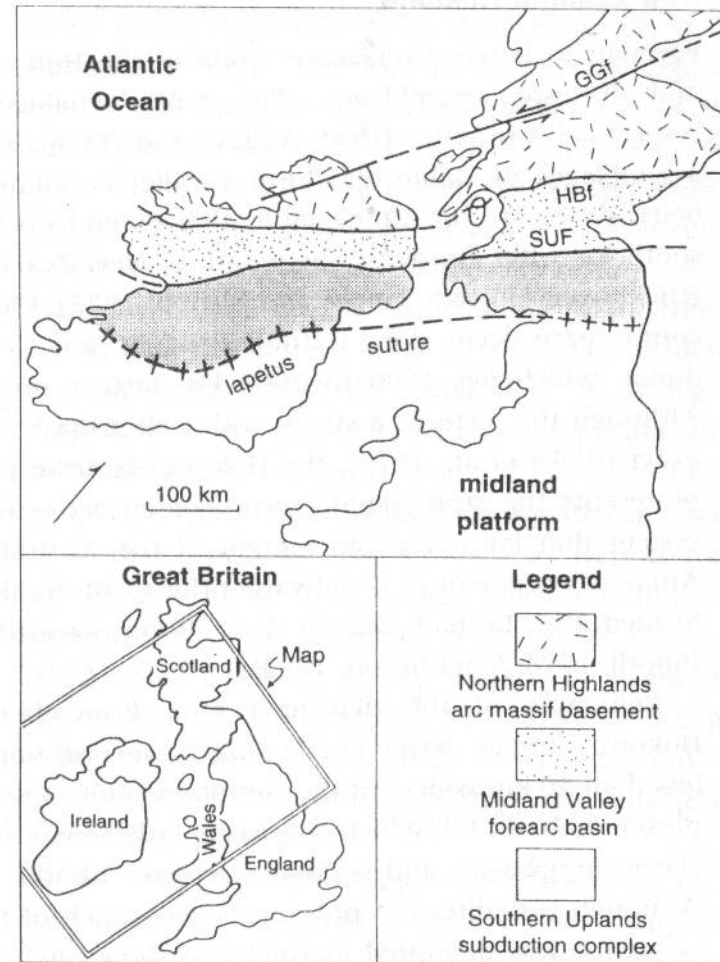 Atlantic
Ocean
GGf
HBf
SUF
suture
Iapetus
100 km
midland
platform
Great Britain
Scotland
Map
Ireland
Wales
England
Legend
Northern Highlands
arc massif basement
Midland Valley
forearc basin
Southern Uplands
subduction complex